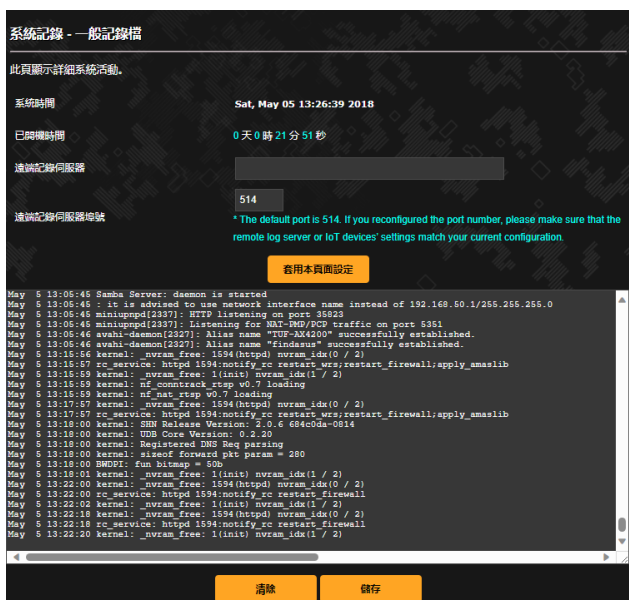 系統記錄 - 一般記錄檔
此頁顯示詳細系統活動。
系統時間 Sat, May 05 13:26:39 2018
已開機時間 0 天 0 時 21 分 51 秒
遠端記錄伺服器
遠端記錄伺服器埠號 514
* The default port is 514. If you reconfigured the port number, please make sure that the
remote log server or IoT devices' settings match your current configuration.
套用本頁面設定
May  5 13:05:45 Samba Server: daemon is started
May  5 13:05:45 : it is advised to use network interface name instead of 192.168.50.1/255.255.255.0
May  5 13:05:45 miniupnpd[2337]: HTTP listening on port 35823
May  5 13:05:45 miniupnpd[2337]: Listening for NAT-PMP/PCP traffic on port 5351
May  5 13:05:46 avahi-daemon[2327]: Alias name "TUF-AX4200" successfully established.
May  5 13:05:46 avahi-daemon[2327]: Alias name "findasus" successfully established.
May  5 13:15:56 kernel: _nvram_free: 1594(httpd) nvram_idx(0 / 2)
May  5 13:15:57 rc_service: httpd 1594:notify_rc restart_wrs;restart_firewall;apply_amaslib
May  5 13:15:59 kernel: _nvram_free: 1(init) nvram_idx(1 / 2)
May  5 13:15:59 kernel: nf_conntrack_rtsp v0.7 loading
May  5 13:15:59 kernel: nf_nat_rtsp v0.7 loading
May  5 13:17:57 kernel: _nvram_free: 1594(httpd) nvram_idx(0 / 2)
May  5 13:17:57 rc_service: httpd 1594:notify_rc restart_wrs;restart_firewall;apply_amaslib
May  5 13:18:00 kernel: SHN Release Version: 2.0.6 684c0da-0814
May  5 13:18:00 kernel: UDB Core Version: 0.2.20
May  5 13:18:00 kernel: Registered DNS Req parsing
May  5 13:18:00 kernel: sizeof forward pkt param = 280
May  5 13:18:00 BWDPI: fun bitmap = 50b
May  5 13:18:01 kernel: _nvram_free: 1(init) nvram_idx(1 / 2)
May  5 13:22:00 kernel: _nvram_free: 1594(httpd) nvram_idx(0 / 2)
May  5 13:22:00 rc_service: httpd 1594:notify_rc restart_firewall
May  5 13:22:02 kernel: _nvram_free: 1(init) nvram_idx(1 / 2)
May  5 13:22:18 kernel: _nvram_free: 1594(httpd) nvram_idx(0 / 2)
May  5 13:22:18 rc_service: httpd 1594:notify_rc restart_firewall
May  5 13:22:20 kernel: _nvram_free: 1(init) nvram_idx(1 / 2)
清除 儲存